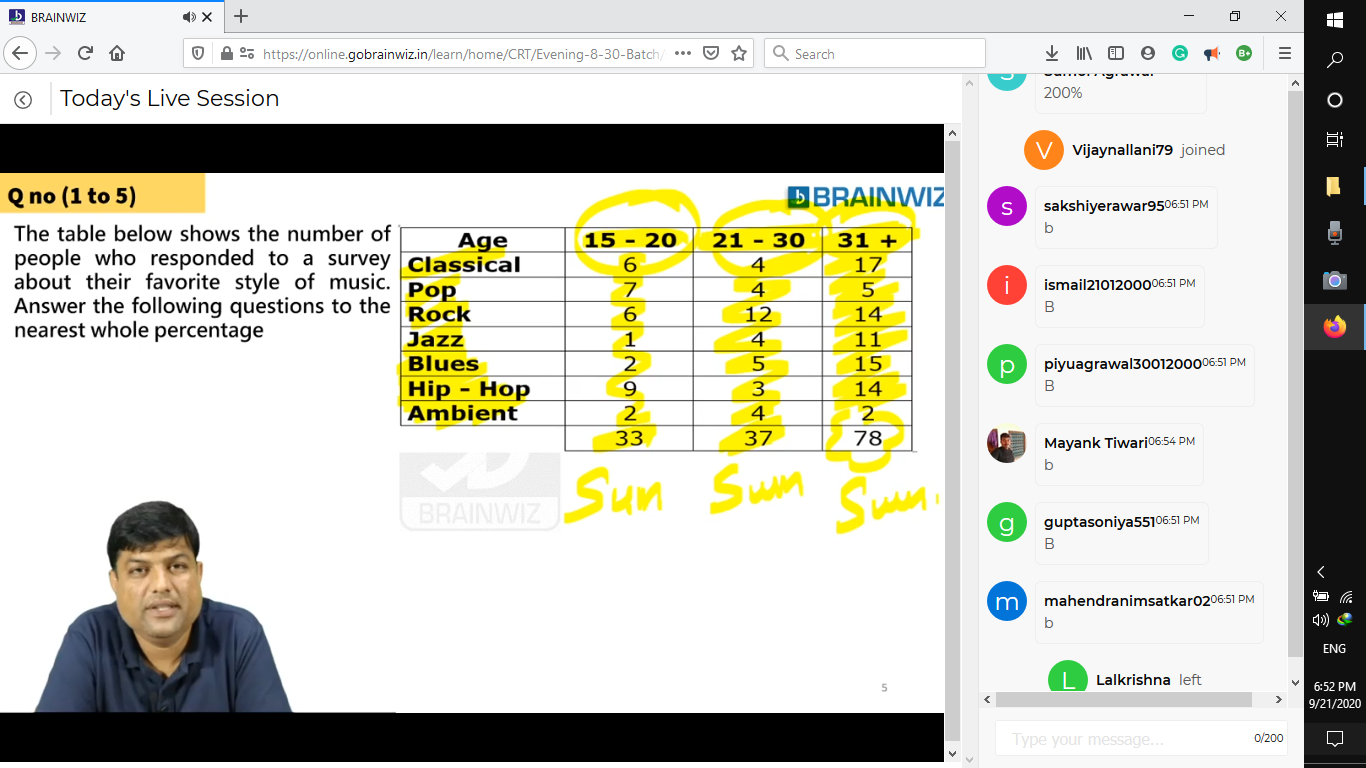 BRAINWIZ
https://online.gobrainwiz.in/learn/home/CRT/Evening-8-30-Batch/
Search
Today's Live Session
Q no (1 to 5)
BRAINWIZ
The table below shows the number of
people who responded to a survey
about their favorite style of music.
Answer the following questions to the
nearest whole percentage
Age 15 - 20 21 - 30 31 +
Classical 6 4 17
Pop 7 4 5
Rock 6 12 14
Jazz 1 4 11
Blues 2 5 15
Hip - Hop 9 3 14
Ambient 2 4 2
33 37 78
BRAINWIZ
Sun Sum Sum.
5
200%
V Vijaynallani79 joined
s sakshiyerawar95 06:51 PM
b
i ismail21012000 06:51 PM
B
p piyuagrawal30012000 06:51 PM
B
Mayank Tiwari 06:54 PM
b
g guptasoniya551 06:51 PM
B
m mahendranimsatkar02 06:51 PM
b
L Lalkrishna left
Type your message...
0/200
ENG
6:52 PM
9/21/2020